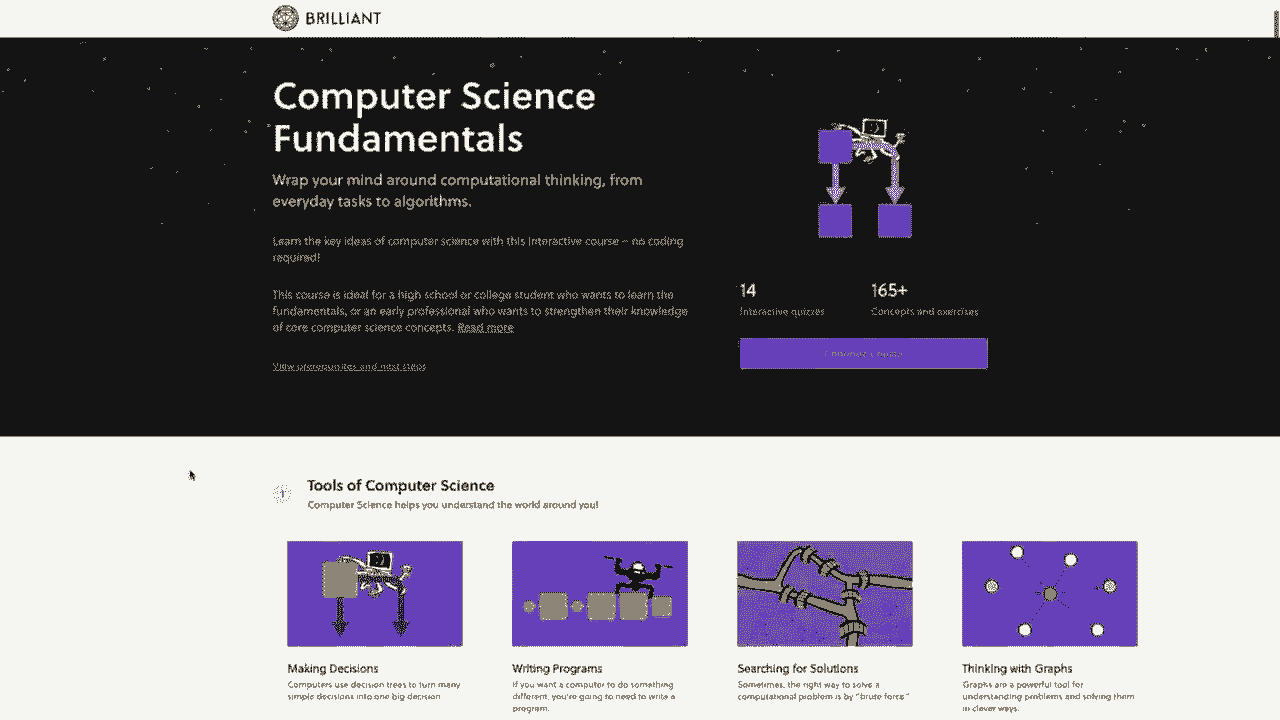 BRILLIANT
Computer Science
Fundamentals
Wrap your mind around computational thinking, from
everyday tasks to algorithms.
Learn the key ideas of computer science with this interactive course – no coding
required!
This course is ideal for a high school or college student who wants to learn the
fundamentals, or an early professional who wants to strengthen their knowledge
of core computer science concepts. Read more
View prerequisites and next steps
14
Interactive quizzes
165+
Concepts and exercises
1
Tools of Computer Science
Computer Science helps you understand the world around you!
Making Decisions
Computers use decision trees to turn many
simple decisions into one big decision
Writing Programs
If you want a computer to do something
different, you're going to need to write a
program.
Searching for Solutions
Sometimes, the right way to solve a
computational problem is by "brute force"
Thinking with Graphs
Graphs are a powerful tool for
understanding problems and solving them
in clever ways.